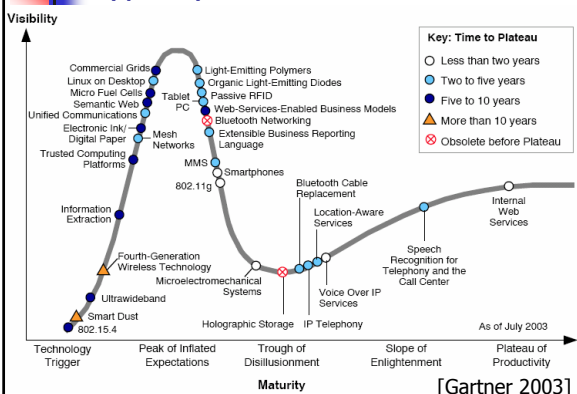 Visibility
Key: Time to Plateau
Less than two years
Two to five years
Five to 10 years
More than 10 years
Obsolete before Plateau
Commercial Grids
Linux on Desktop
Micro Fuel Cells
Semantic Web
Unified Communications
Electronic Ink/
Digital Paper
Mesh
Networks
Trusted Computing
Platforms
Information
Extraction
Fourth-Generation
Wireless Technology
Ultrawideband
Smart Dust
802.15.4
Light-Emitting Polymers
Organic Light-Emitting Diodes
Passive RFID
Tablet
PC
Web-Services-Enabled Business Models
Bluetooth Networking
Extensible Business Reporting
Language
MMS
Smartphones
802.11g
Microelectromechanical
Systems
Holographic Storage
Bluetooth Cable
Replacement
Location-Aware
Services
IP Telephony
Voice Over IP
Services
Speech
Recognition for
Telephony and the
Call Center
Internal
Web
Services
As of July 2003
Technology
Trigger
Peak of Inflated
Expectations
Trough of
Disillusionment
Slope of
Enlightenment
Plateau of
Productivity
Maturity
[Gartner 2003]